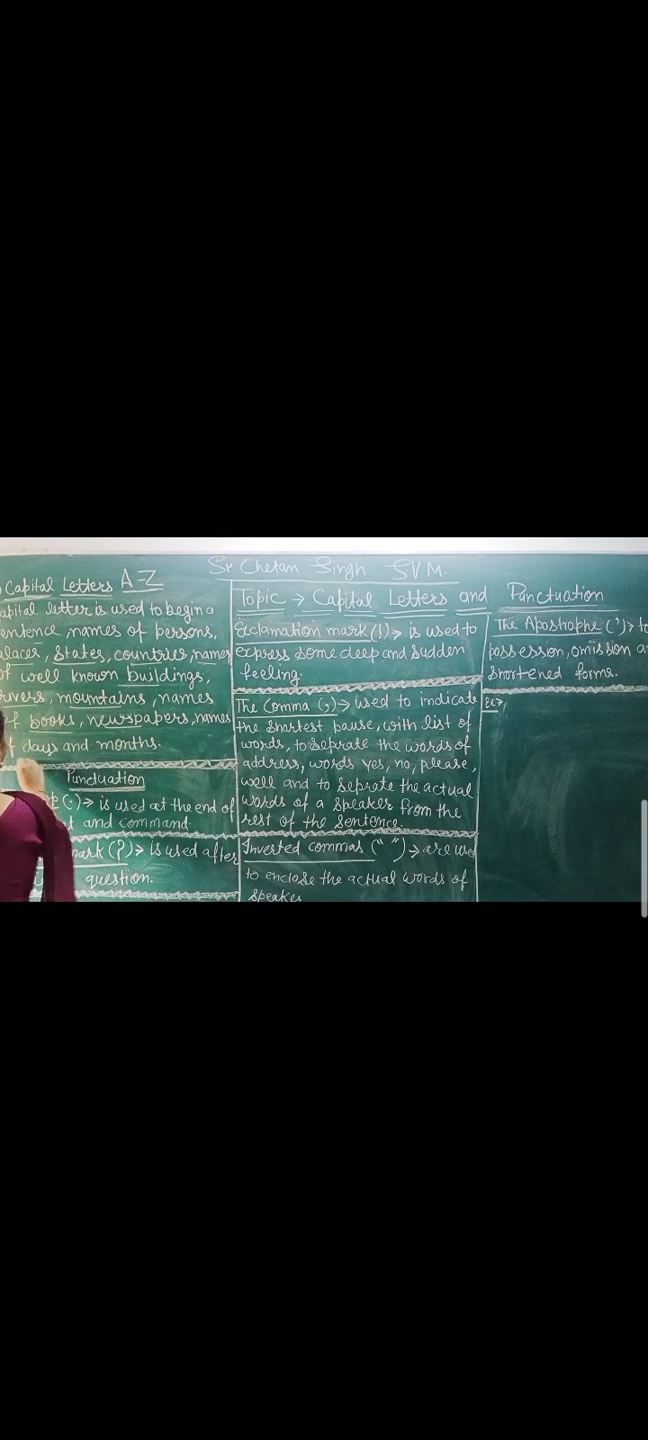 Sr Chetan Singh SVM.
Topic → Capital Letters and Punctuation
Capital Letters A-Z
apital letter is used to begin a
entence, names of persons,
laces, states, countries, names
of well known buildings,
ivers, mountains, names
f books, newspapers, names
f days and months.
Punctuation
(.)→ is used at the end of
t and command.
mark (?)→ is used after
question.
Exclamation mark (!)→ is used to
express some deep and sudden
feeling.
The Comma (,)→ used to indicate
the shortest pause, with list of
words, to seprate the words of
address, words yes, no, please,
well and to seprate the actual
words of a speaker from the
rest of the sentence.
Inverted commas (“ ”)→ are used
to enclose the actual words of
speaker
The Apostrophe (')→ to
possession, omission a
shortened forms.
Ex→